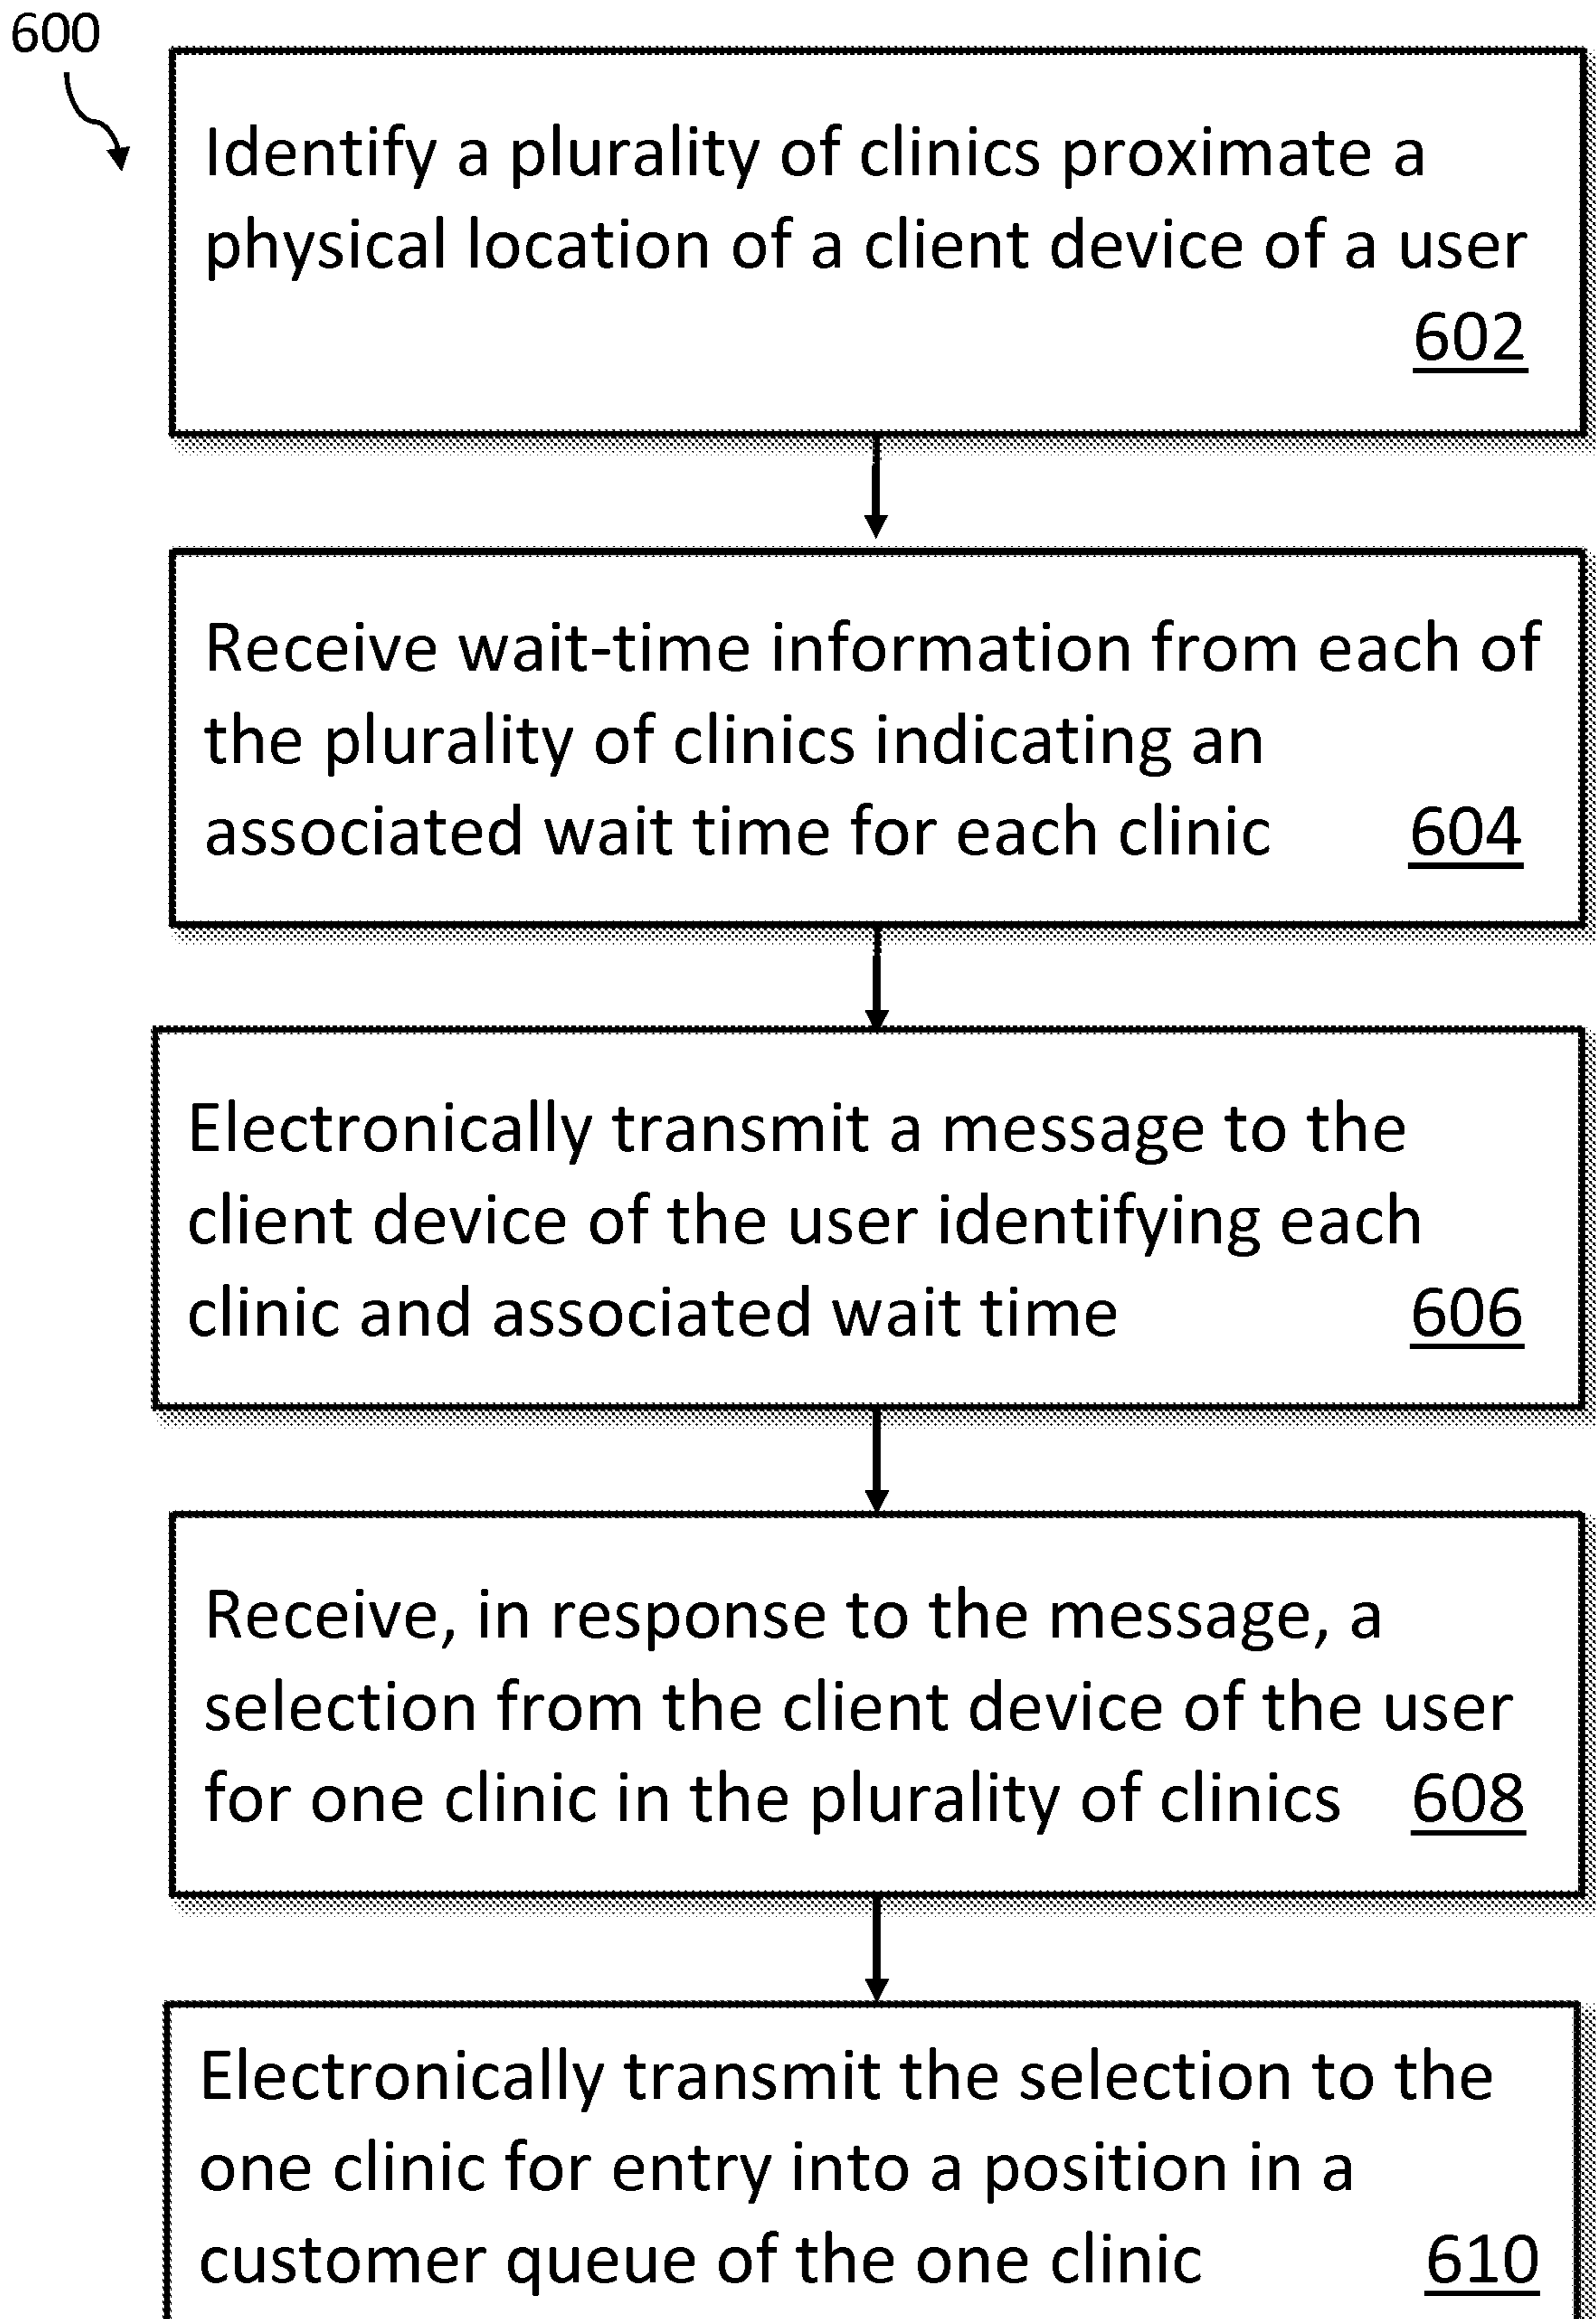 600
Identify a plurality of clinics proximate a
physical location of a client device of a user
602
Receive wait-time information from each of
the plurality of clinics indicating an
associated wait time for each clinic 604
Electronically transmit a message to the
client device of the user identifying each
clinic and associated wait time 606
Receive, in response to the message, a
selection from the client device of the user
for one clinic in the plurality of clinics 608
Electronically transmit the selection to the
one clinic for entry into a position in a
customer queue of the one clinic 610